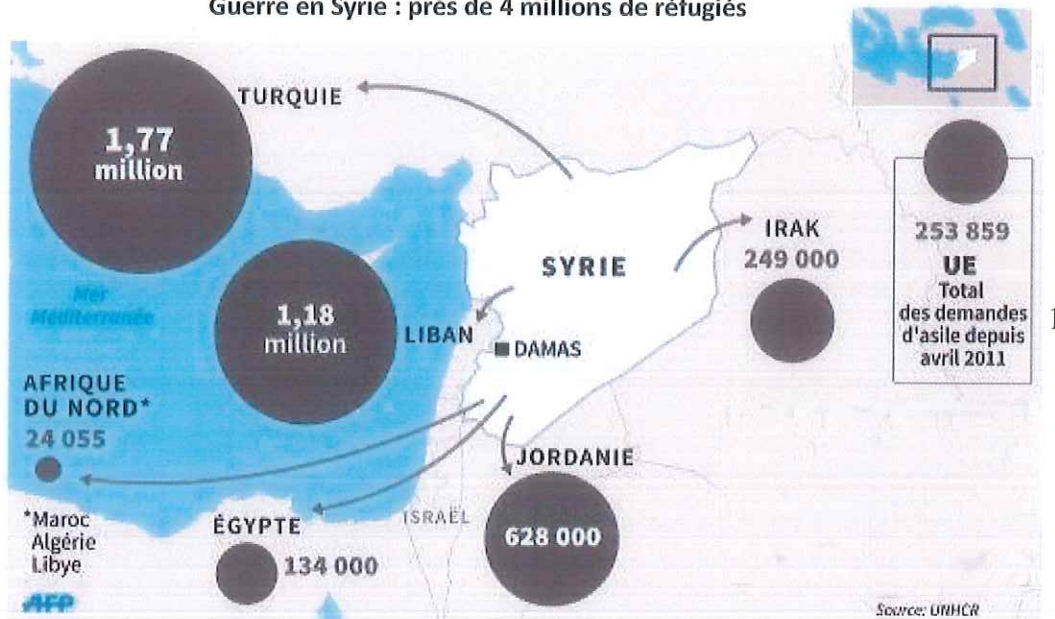 Guerre en Syrie : près de 4 millions de réfugiés
TURQUIE
1,77
million
SYRIE
IRAK
249 000
253 859
UE
Total
des demandes
d'asile depuis
avril 2011
Mer
Méditerranée
1,18
million
LIBAN
DAMAS
AFRIQUE
DU NORD*
24 055
JORDANIE
628 000
ISRAËL
ÉGYPTE
134 000
*Maroc
Algérie
Libye
AFP
Source: UNHCR